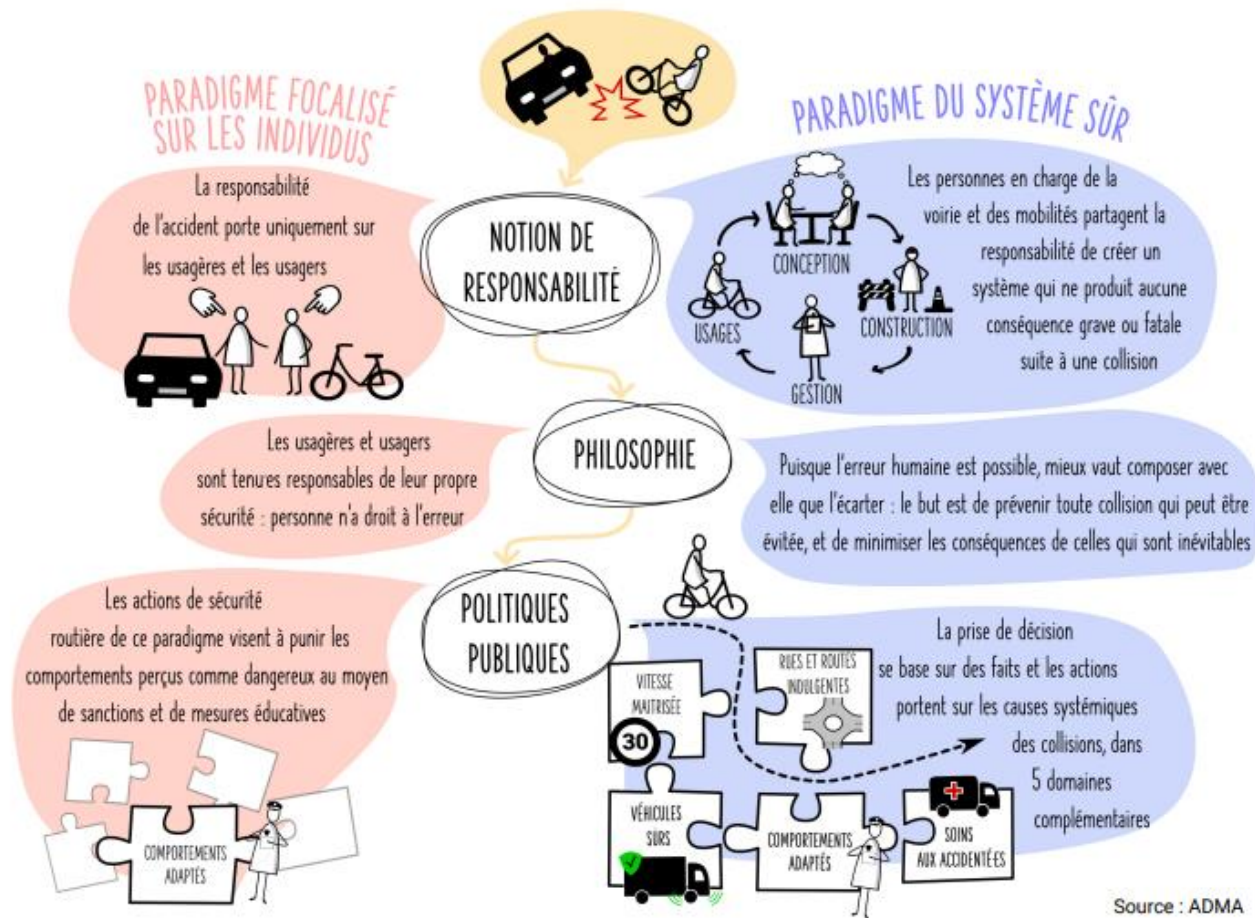 PARADIGME FOCALISÉ
SUR LES INDIVIDUS
PARADIGME DU SYSTÈME SÛR
NOTION DE
RESPONSABILITÉ
La responsabilité
de l'accident porte uniquement sur
les usagères et les usagers
CONCEPTION
CONSTRUCTION
GESTION
USAGES
Les personnes en charge de la
voirie et des mobilités partagent la
responsabilité de créer un
système qui ne produit aucune
conséquence grave ou fatale
suite à une collision
PHILOSOPHIE
Les usagères et usagers
sont tenu·es responsables de leur propre
sécurité : personne n'a droit à l'erreur
Puisque l'erreur humaine est possible, mieux vaut composer avec
elle que l'écarter : le but est de prévenir toute collision qui peut être
évitée, et de minimiser les conséquences de celles qui sont inévitables
POLITIQUES
PUBLIQUES
Les actions de sécurité
routière de ce paradigme visent à punir les
comportements perçus comme dangereux au moyen
de sanctions et de mesures éducatives
COMPORTEMENTS
ADAPTÉS
VITESSE
MAITRISÉE
30
RUES ET ROUTES
INDULGENTES
VÉHICULES
SÛRS
COMPORTEMENTS
ADAPTÉS
SOINS
AUX ACCIDENTÉES
La prise de décision
se base sur des faits et les actions
portent sur les causes systémiques
des collisions, dans
5 domaines
complémentaires
Source : ADMA